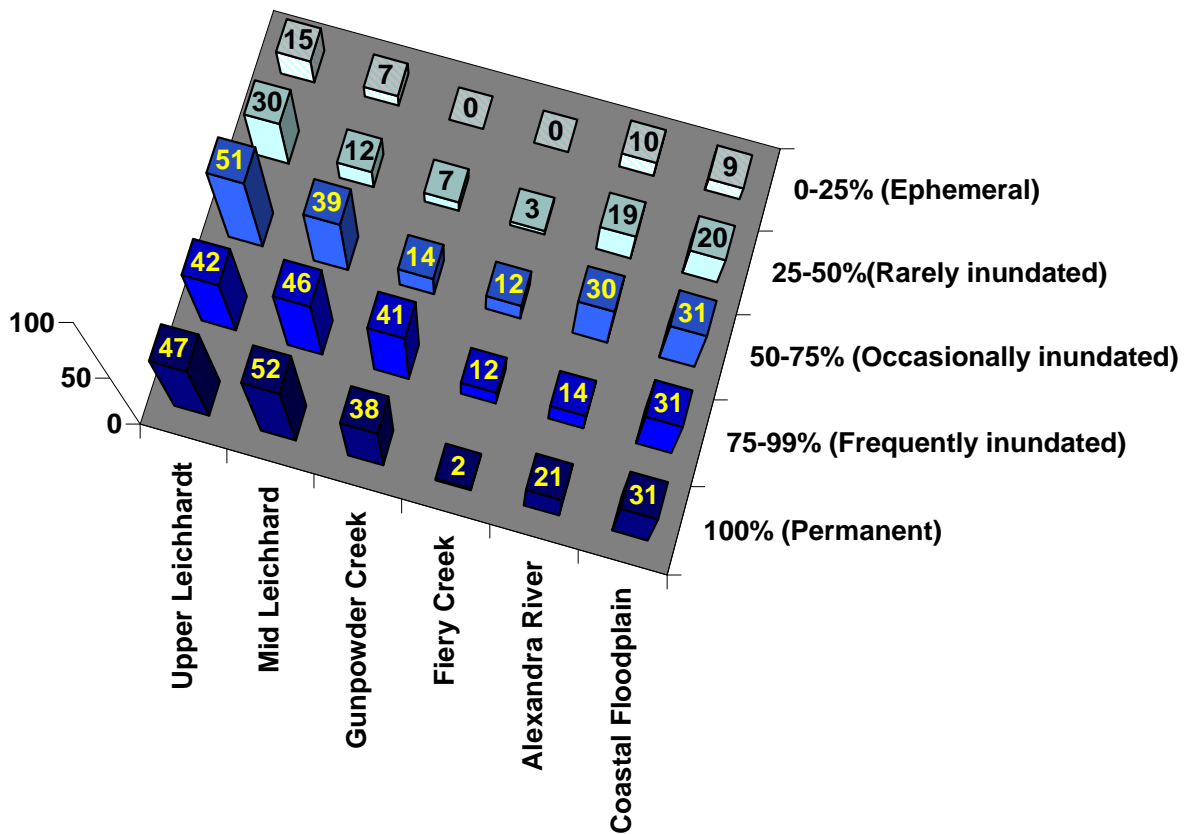 15 7 0 0 10 9
0-25% (Ephemeral)
30 12 7 3 19 20
25-50%(Rarely inundated)
51 39 14 12 30 31
50-75% (Occasionally inundated)
42 46 41 12 14 31
75-99% (Frequently inundated)
47 52 38 2 21 31
100% (Permanent)
100
50
0
Upper Leichhardt
Mid Leichhard
Gunpowder Creek
Fiery Creek
Alexandra River
Coastal Floodplain